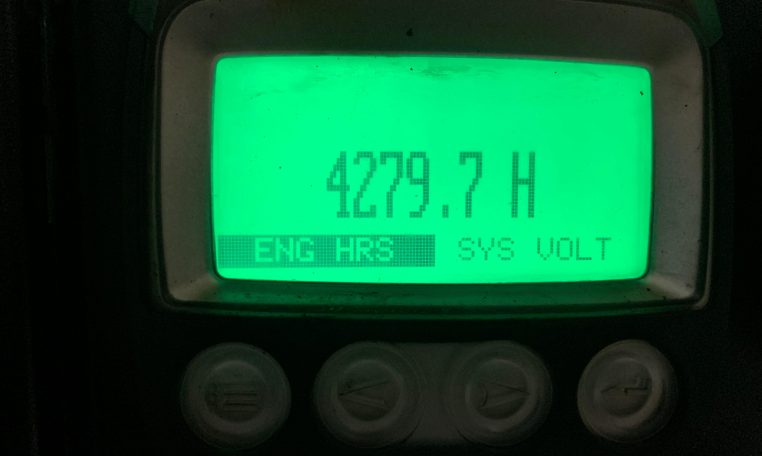 4279.7 H
ENG HRS SYS VOLT